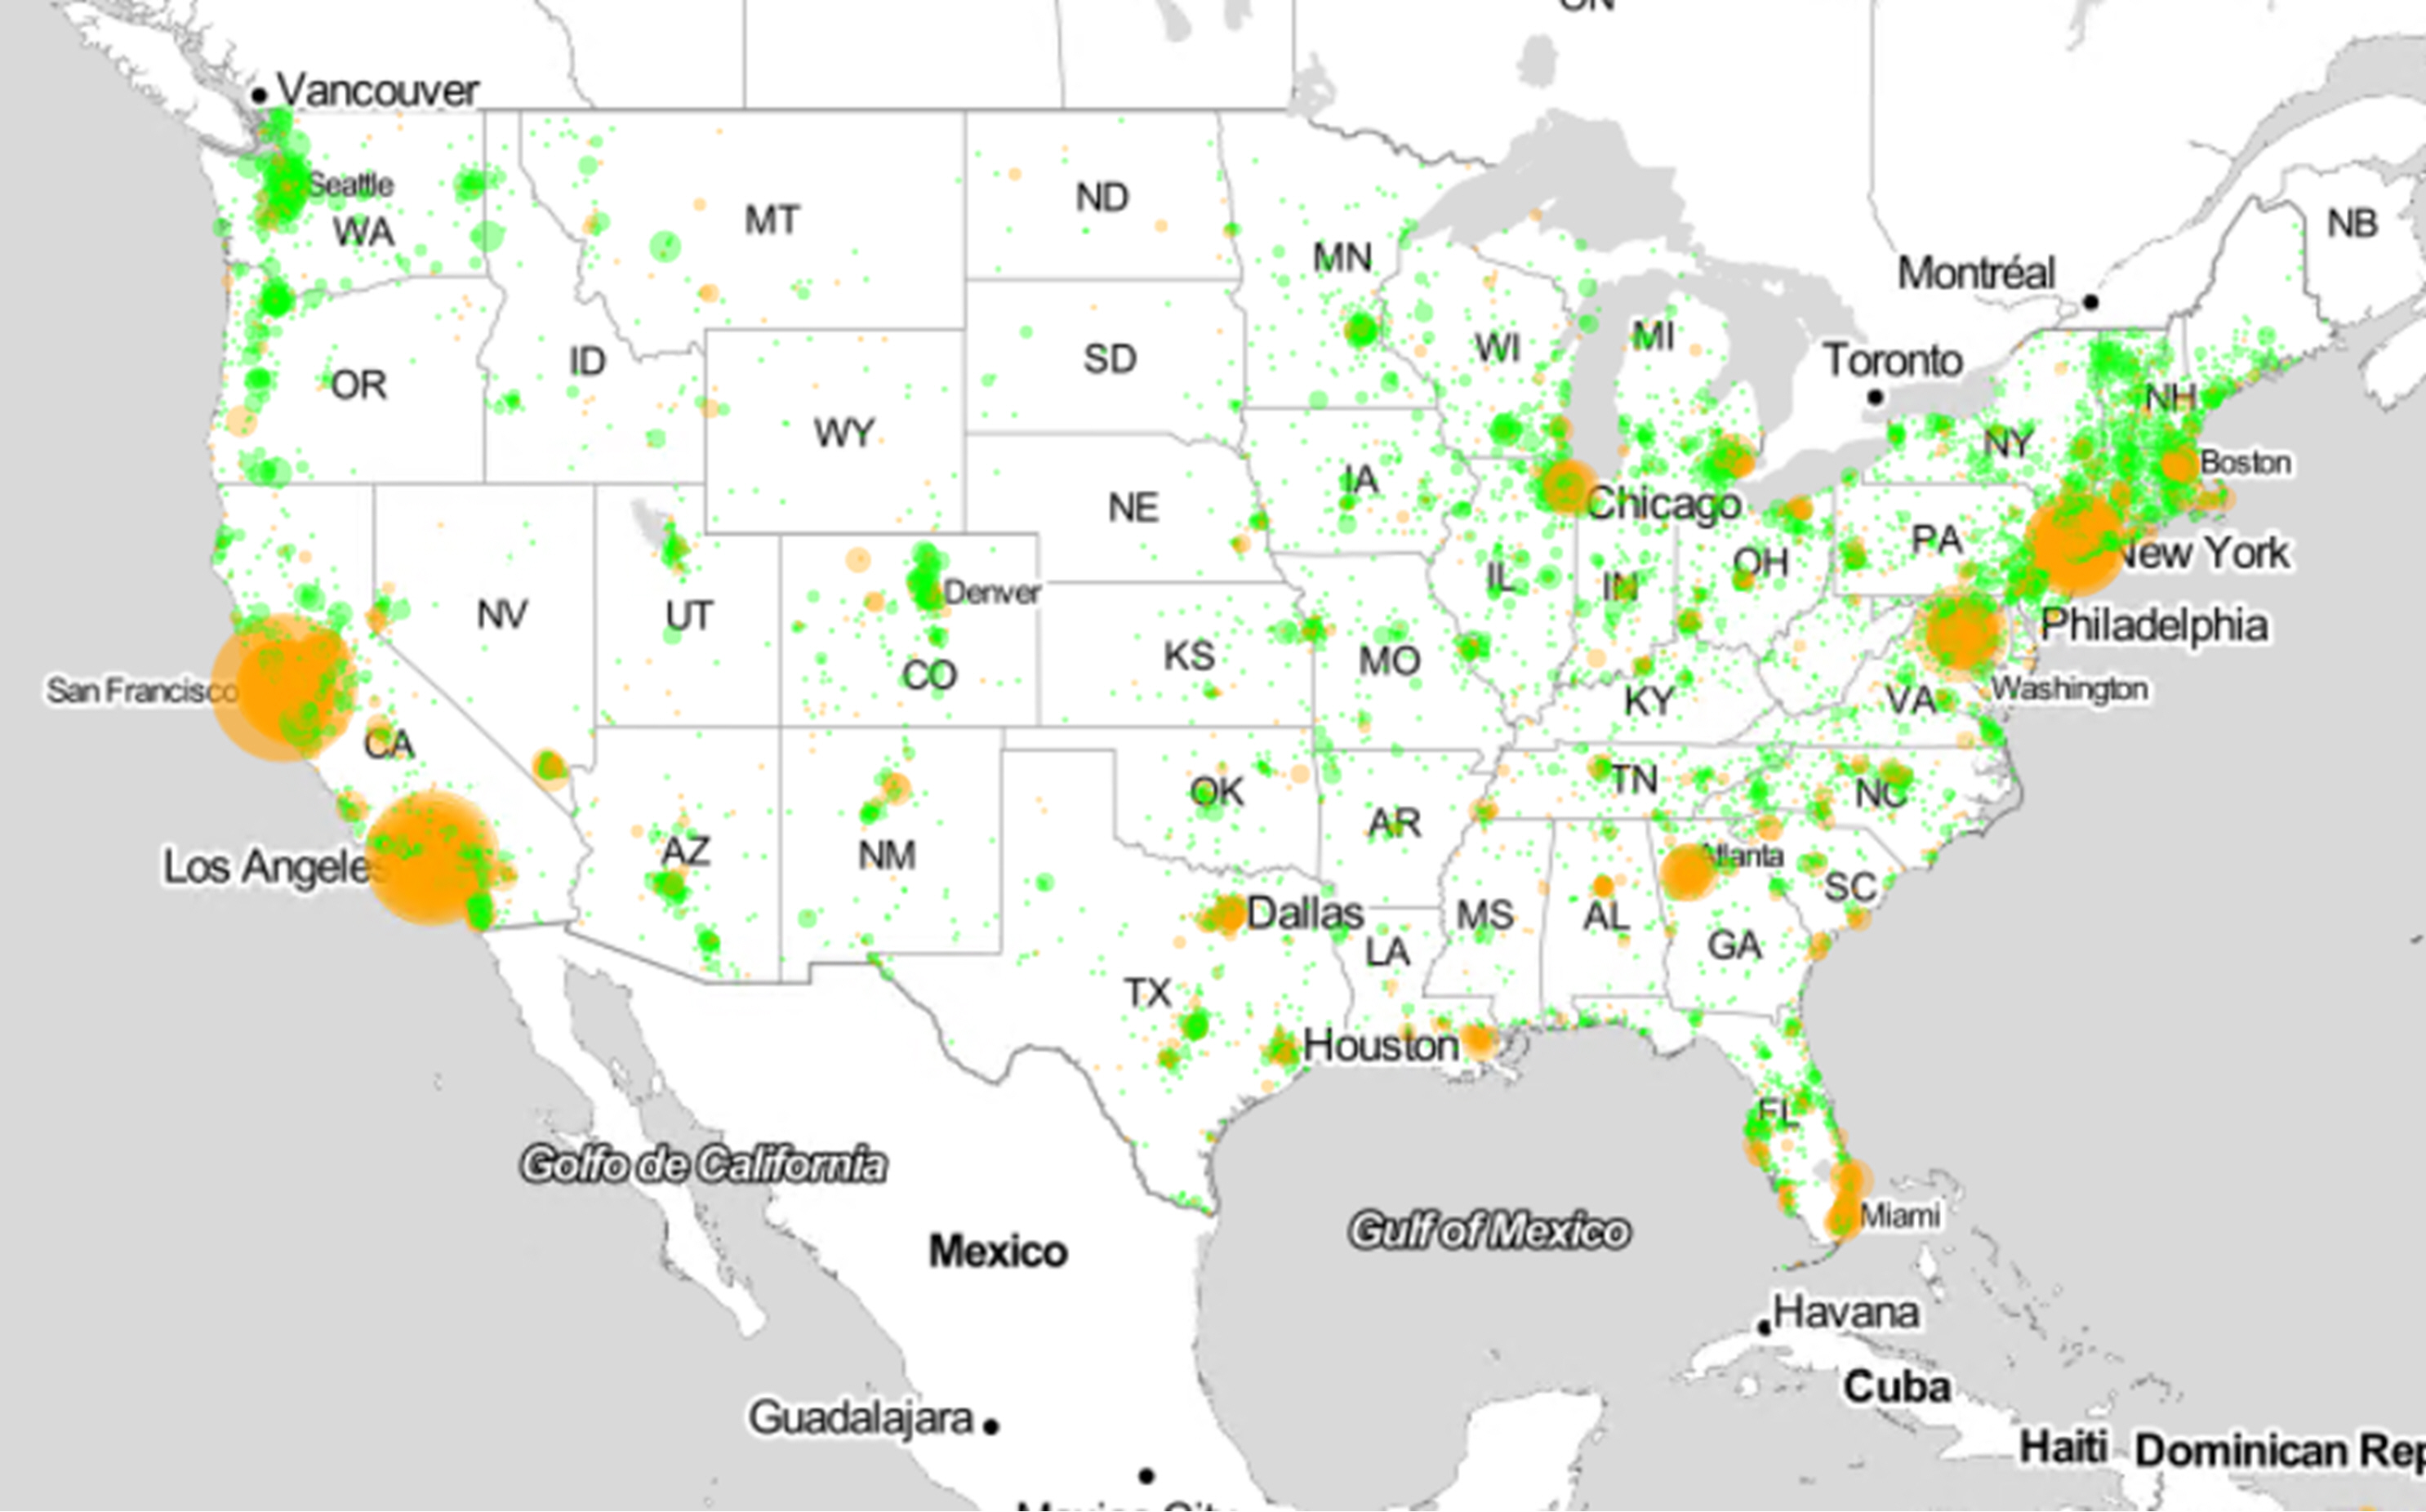 ON
Vancouver
Seattle
WA
MT
ND
MN
NB
Montréal
OR
ID
SD
WI
MI
Toronto
NH
WY
NY
Boston
IA
NE
Chicago
PA
New York
OH
IL
IN
Denver
NV
UT
CO
KS
MO
Philadelphia
San Francisco
KY
VA
Washington
CA
OK
TN
NC
AR
Los Angeles
AZ
NM
Atlanta
SC
Dallas
MS
AL
GA
LA
TX
Houston
FL
Golfo de California
Miami
Gulf of Mexico
Mexico
Havana
Cuba
Guadalajara
Haiti
Dominican Rep
Mexico City